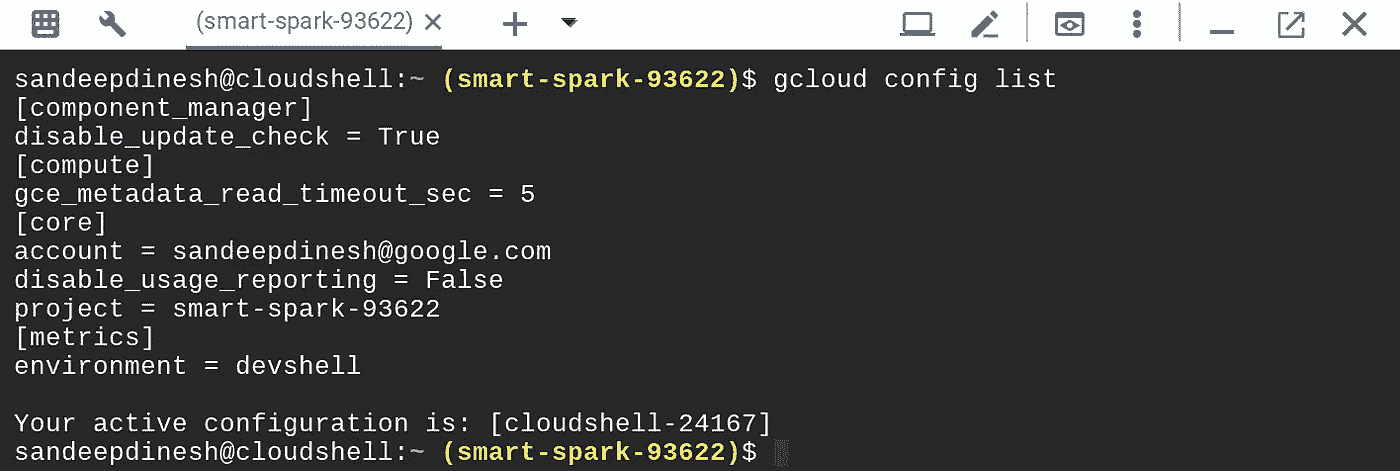 (smart-spark-93622)
sandeepdinesh@cloudshell:~ (smart-spark-93622)$ gcloud config list
[component_manager]
disable_update_check = True
[compute]
gce_metadata_read_timeout_sec = 5
[core]
account = sandeepdinesh@google.com
disable_usage_reporting = False
project = smart-spark-93622
[metrics]
environment = devshell
Your active configuration is: [cloudshell-24167]
sandeepdinesh@cloudshell:~ (smart-spark-93622)$